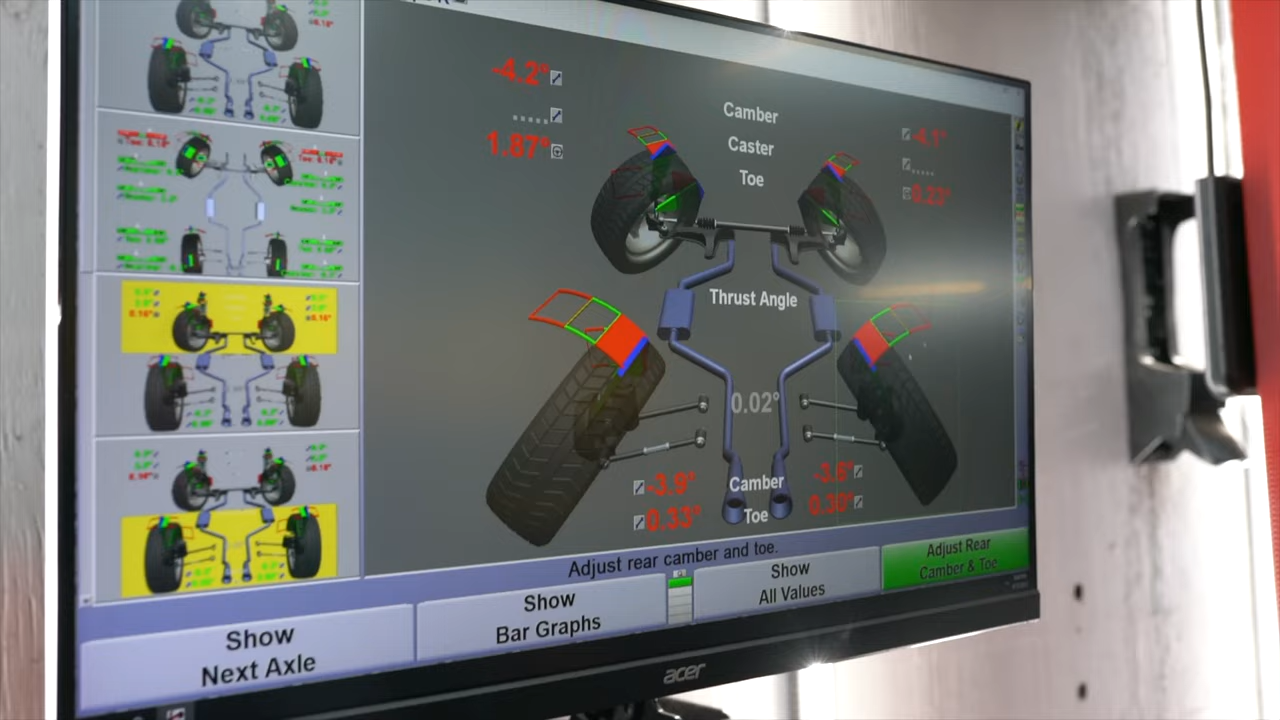 -4.2°
Camber
-4.1°
.....
Caster
.....
1.87°
Toe
0.23°
Thrust Angle
0.02°
-3.9°
Camber
-3.6°
0.33°
Toe
0.30°
Adjust rear camber and toe.
Show
Next Axle
Show
Bar Graphs
Show
All Values
Adjust Rear
Camber & Toe
acer